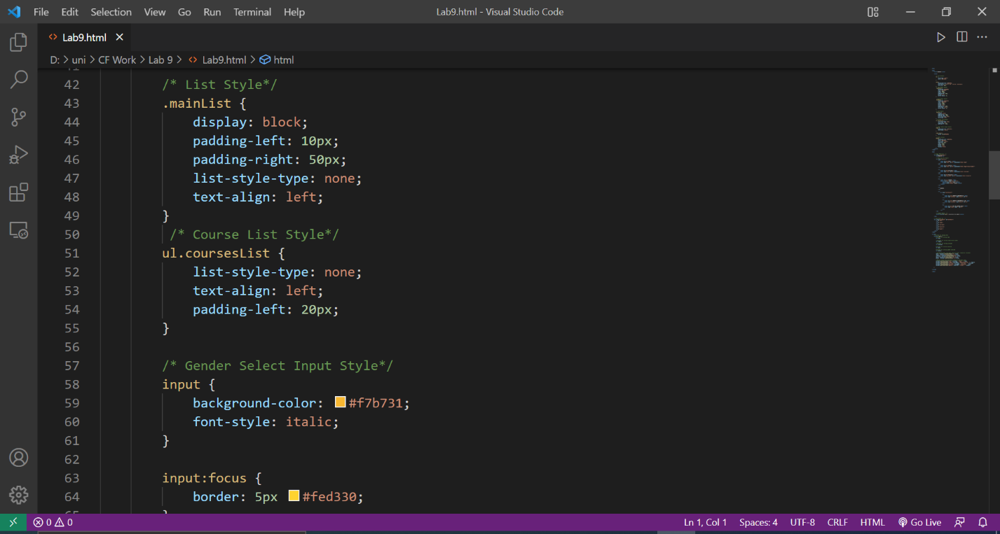 File Edit Selection View Go Run Terminal Help Lab9.html - Visual Studio Code
Lab9.html
D: > uni > CF Work > Lab 9 > Lab9.html > html
42 /* List Style*/
43 .mainList {
44 display: block;
45 padding-left: 10px;
46 padding-right: 50px;
47 list-style-type: none;
48 text-align: left;
49 }
50 /* Course List Style*/
51 ul.coursesList {
52 list-style-type: none;
53 text-align: left;
54 padding-left: 20px;
55 }
56
57 /* Gender Select Input Style*/
58 input {
59 background-color: #f7b731;
60 font-style: italic;
61 }
62
63 input:focus {
64 border: 5px #fed330;
0 0 Ln 1, Col 1 Spaces: 4 UTF-8 CRLF HTML Go Live